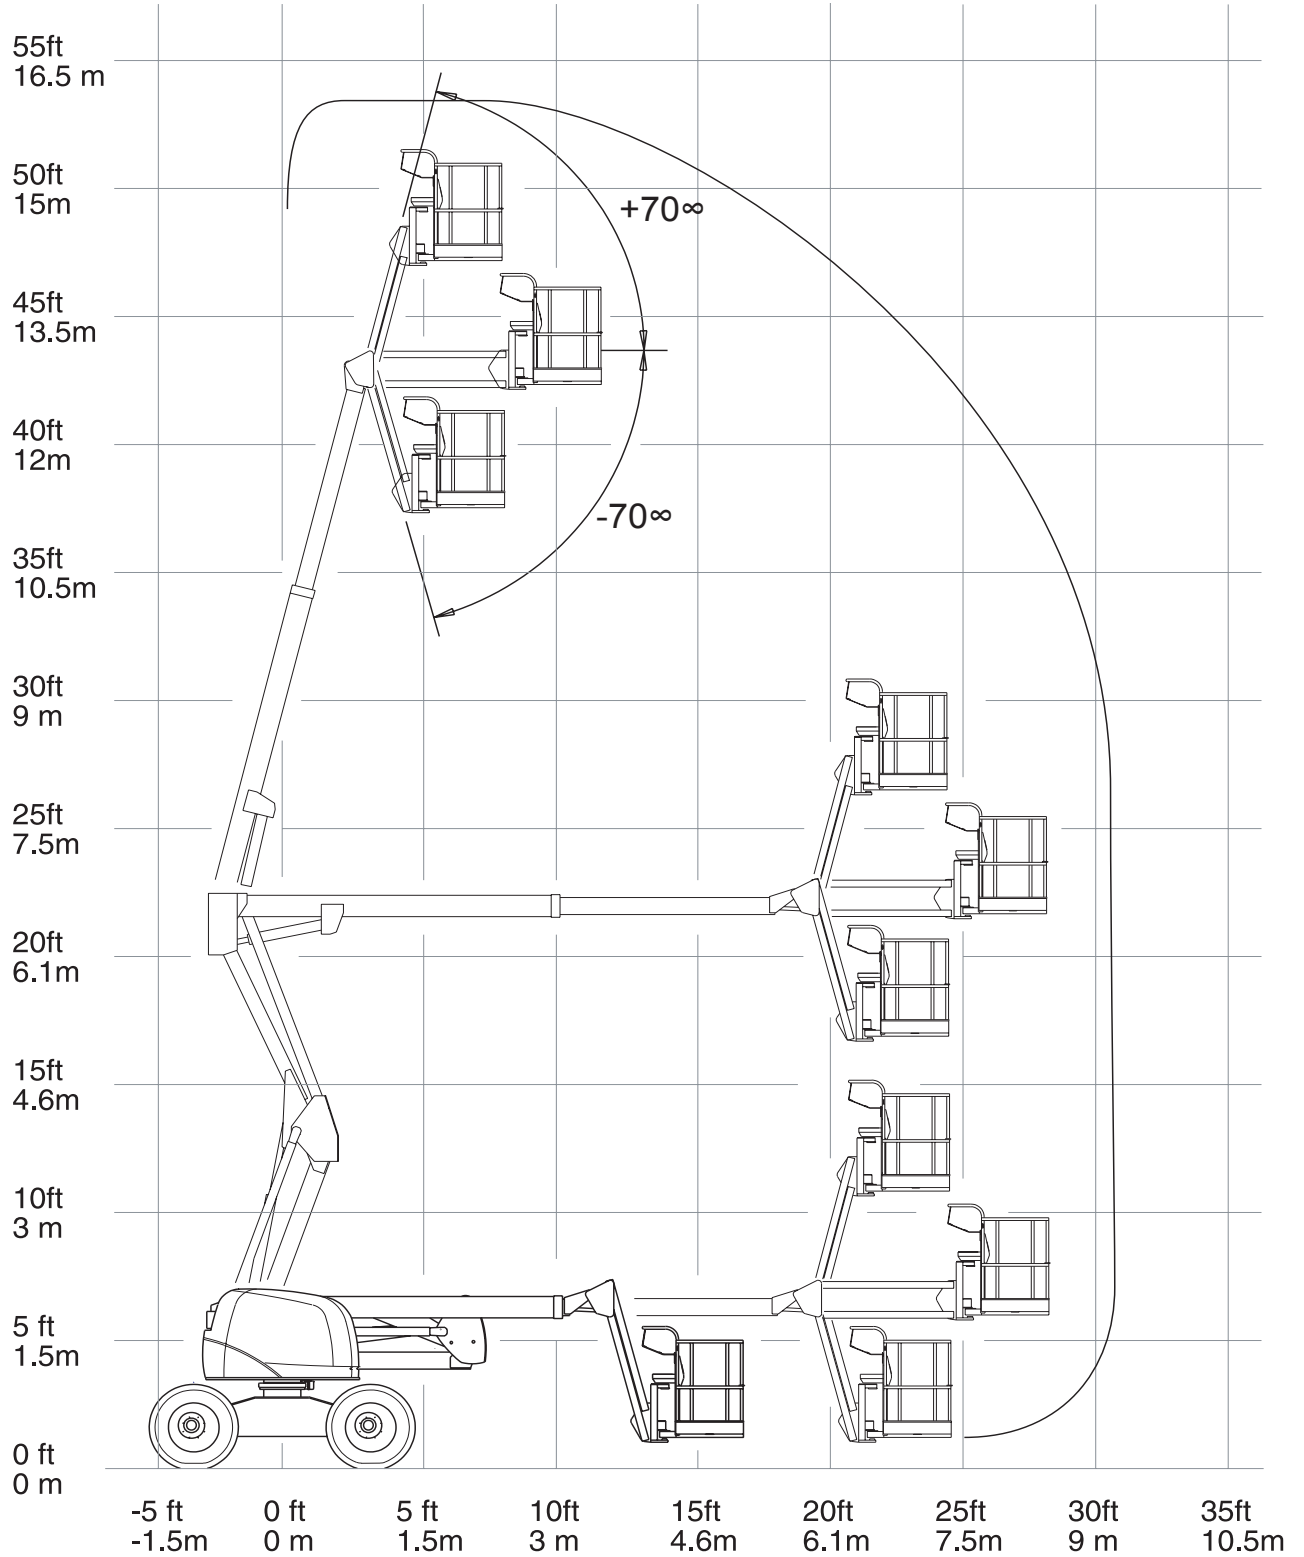 55ft
16.5 m
50ft
15m
+70∞
45ft
13.5m
40ft
12m
-70∞
35ft
10.5m
30ft
9 m
25ft
7.5m
20ft
6.1m
15ft
4.6m
10ft
3 m
5 ft
1.5m
0 ft
0 m
-5 ft 0 ft 5 ft 10ft 15ft 20ft 25ft 30ft 35ft
-1.5m 0 m 1.5m 3 m 4.6m 6.1m 7.5m 9 m 10.5m